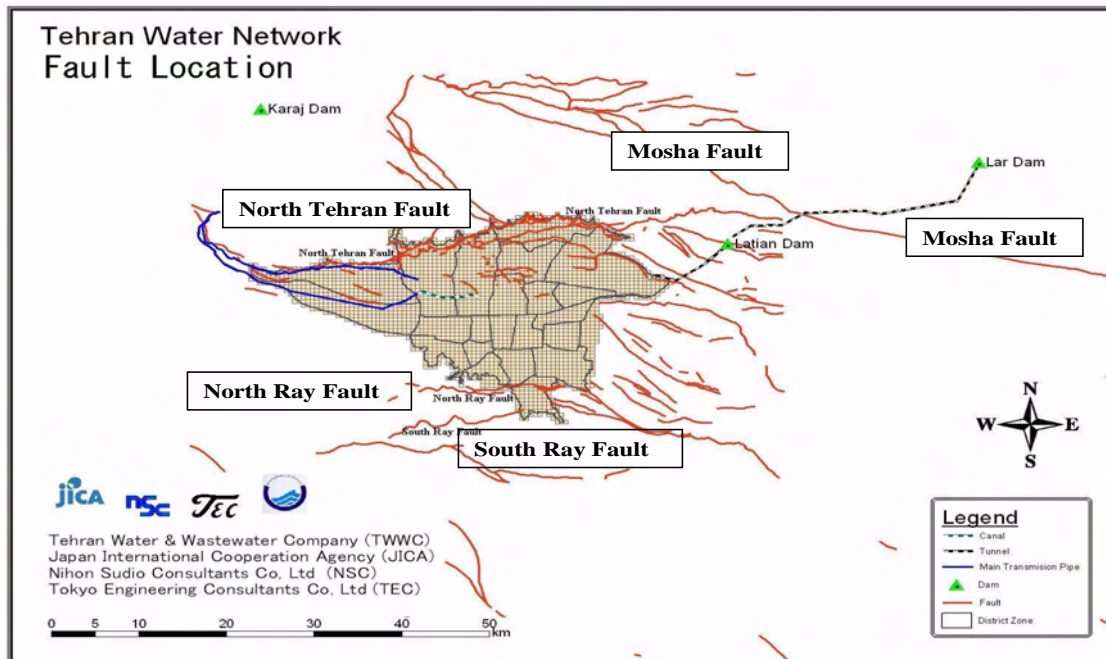 Tehran Water Network
Fault Location
Karaj Dam
Mosha Fault
Lar Dam
North Tehran Fault
North Tehran Fault
Mosha Fault
Latian Dam
North Tehran Fault
North Ray Fault
North Ray Fault
South Ray Fault
South Ray Fault
N
W
E
S
JICA
nsc
TEC
Tehran Water & Wastewater Company (TWWC)
Japan International Cooperation Agency (JICA)
Nihon Sudio Consultants Co, Ltd (NSC)
Tokyo Engineering Consultants Co, Ltd (TEC)
0 5 10 20 30 40 50
km
Legend
Canal
Tunnel
Main Transmision Pipe
Dam
Fault
District Zone